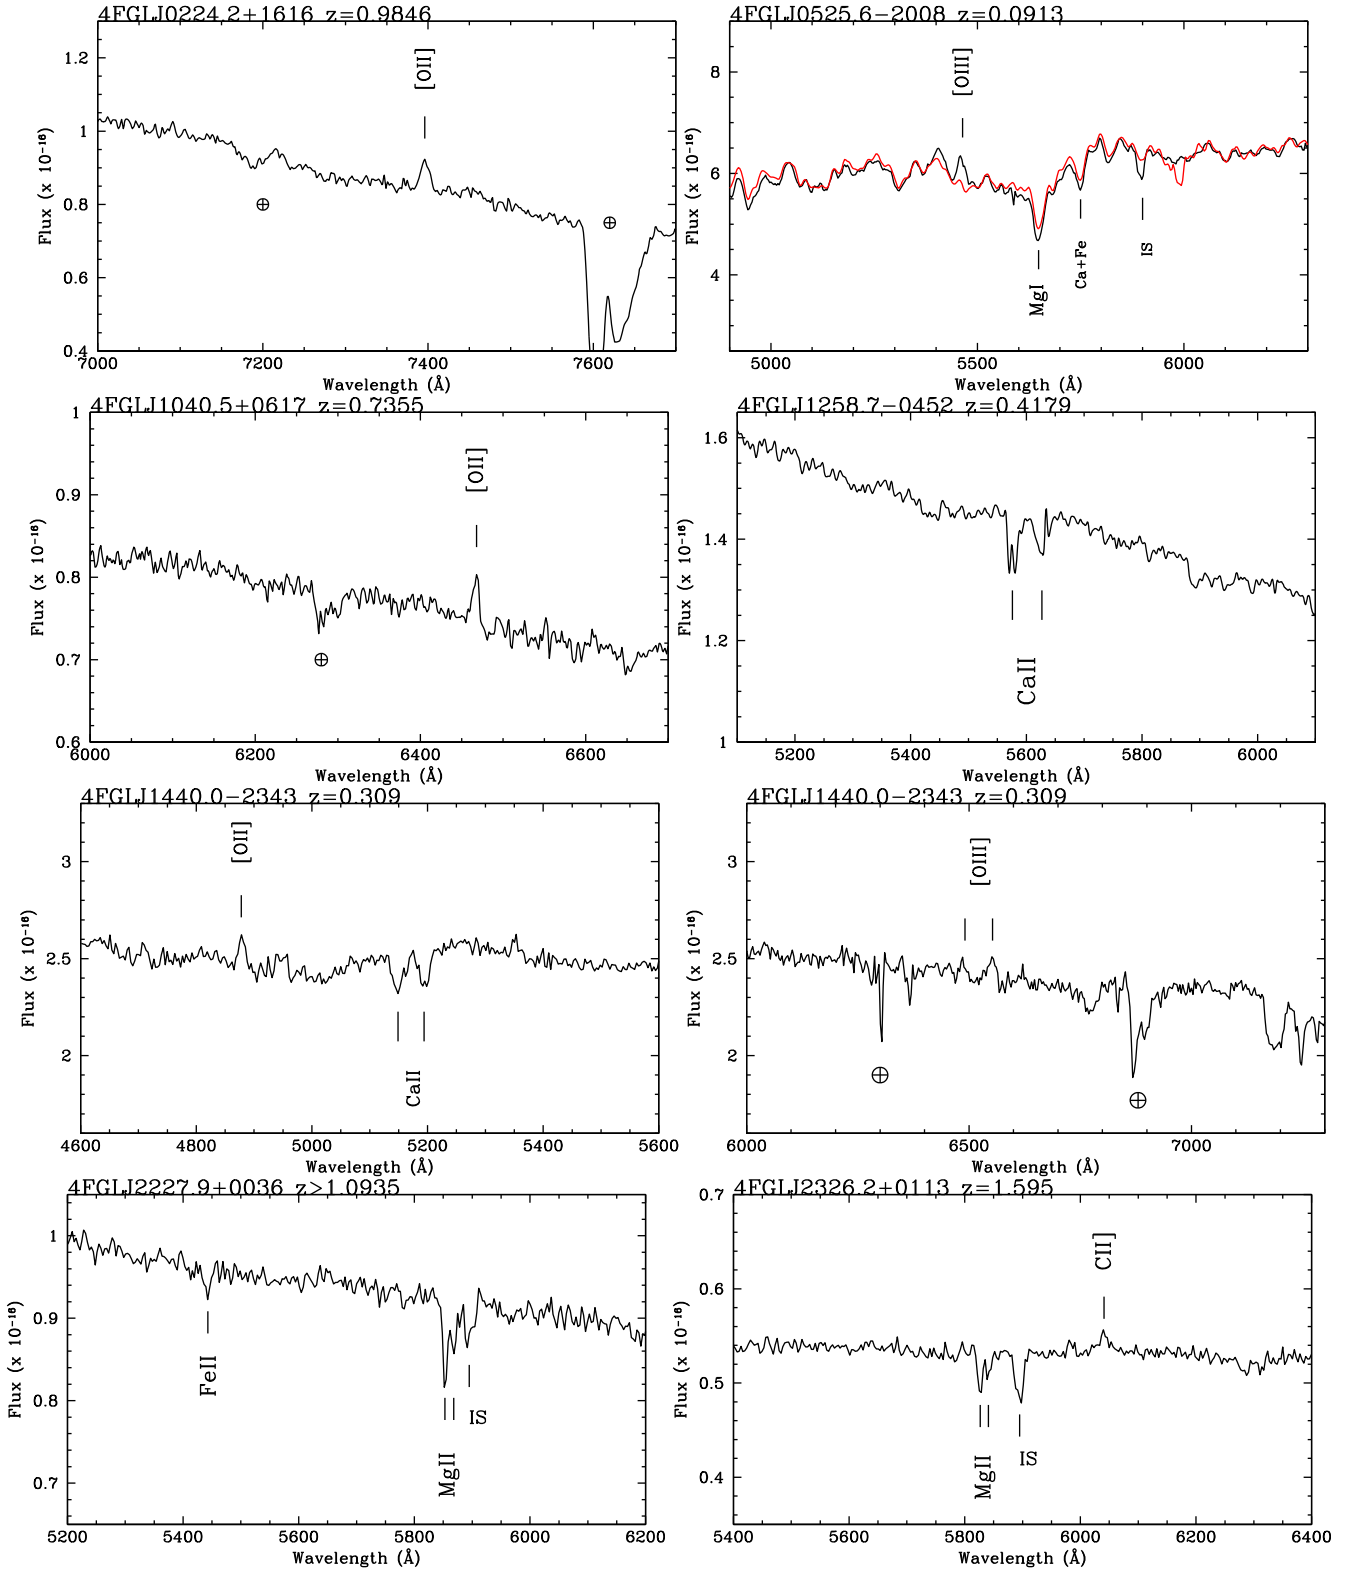 4FGLJ0224.2+1616 z=0.9846
[OII]
1.2
1
0.8
0.6
0.4
Flux (x 10⁻¹⁶)
7000 7200 7400 7600
Wavelength (Å)
4FGLJ0525.6−2008 z=0.0913
[OIII]
8
6
4
Flux (x 10⁻¹⁶)
MgI
Ca+Fe
IS
5000 5500 6000
Wavelength (Å)
4FGLJ1040.5+0617 z=0.7355
[OII]
1
0.9
0.8
0.7
0.6
Flux (x 10⁻¹⁶)
6000 6200 6400 6600
Wavelength (Å)
4FGLJ1258.7−0452 z=0.4179
1.6
1.4
1.2
1
Flux (x 10⁻¹⁶)
CaII
5200 5400 5600 5800 6000
Wavelength (Å)
4FGLJ1440.0−2343 z=0.309
[OII]
3
2.5
2
Flux (x 10⁻¹⁶)
CaII
4600 4800 5000 5200 5400 5600
Wavelength (Å)
4FGLJ1440.0−2343 z=0.309
[OIII]
3
2.5
2
Flux (x 10⁻¹⁶)
6000 6500 7000
Wavelength (Å)
4FGLJ2227.9+0036 z>1.0935
1
0.9
0.8
0.7
Flux (x 10⁻¹⁶)
FeII
MgII
IS
5200 5400 5600 5800 6000 6200
Wavelength (Å)
4FGLJ2326.2+0113 z=1.595
CII]
0.7
0.6
0.5
0.4
Flux (x 10⁻¹⁶)
MgII
IS
5400 5600 5800 6000 6200 6400
Wavelength (Å)